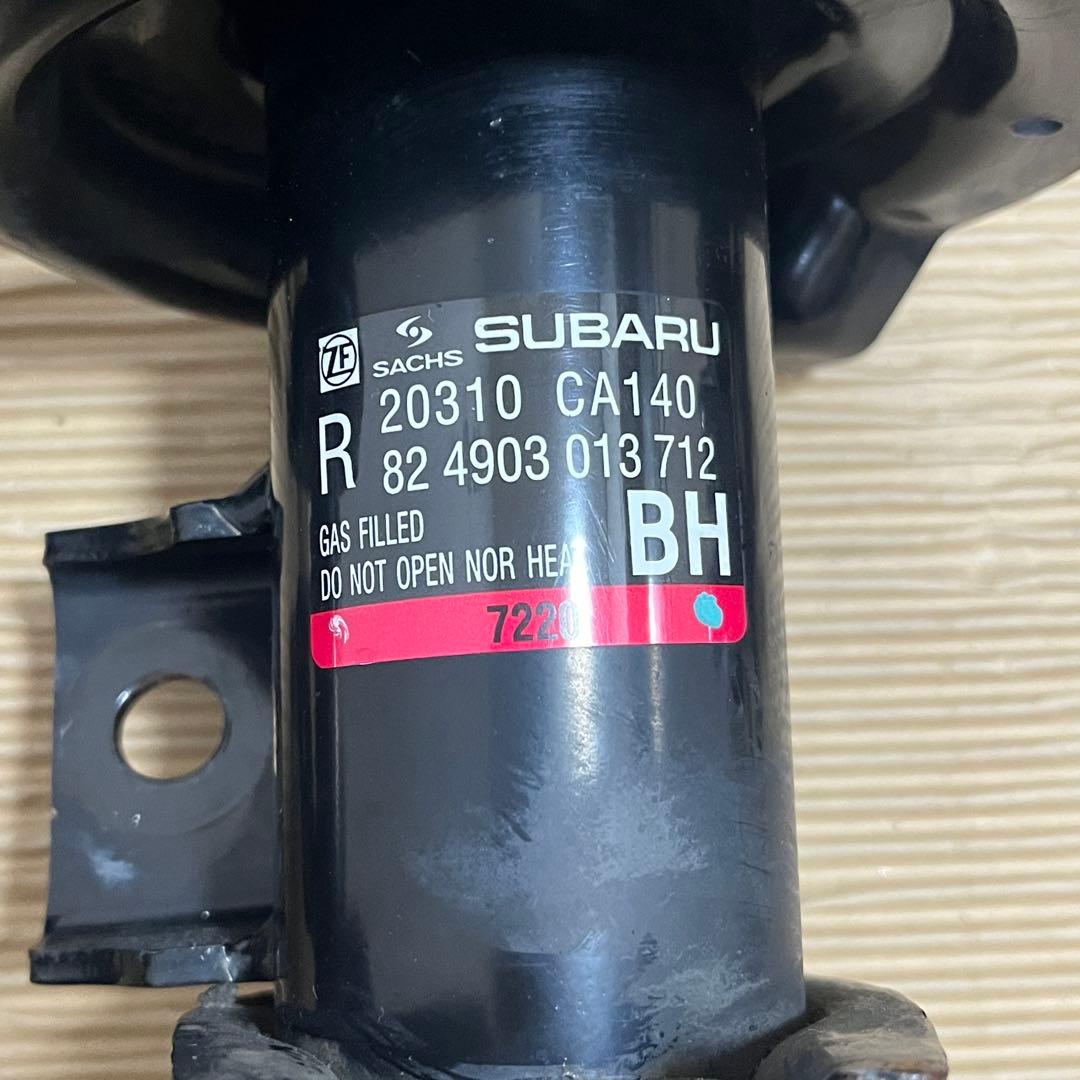 ZF SACHS SUBARU
R 20310 CA140
82 4903 013 712
GAS FILLED
DO NOT OPEN NOR HEAT
BH
7220